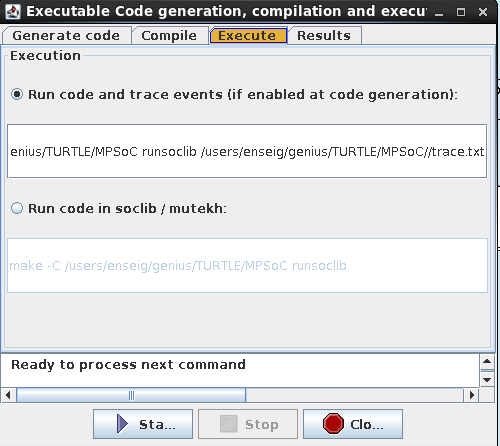 Executable Code generation, compilation and execu
Generate code Compile Execute Results
Execution
Run code and trace events (if enabled at code generation):
enius/TURTLE/MPSoC runsoclib /users/enseig/genius/TURTLE/MPSoC//trace.txt
Run code in soclib / mutekh:
make -C /users/enseig/genius/TURTLE/MPSoC runsoclib
Ready to process next command
Sta... Stop Clo...